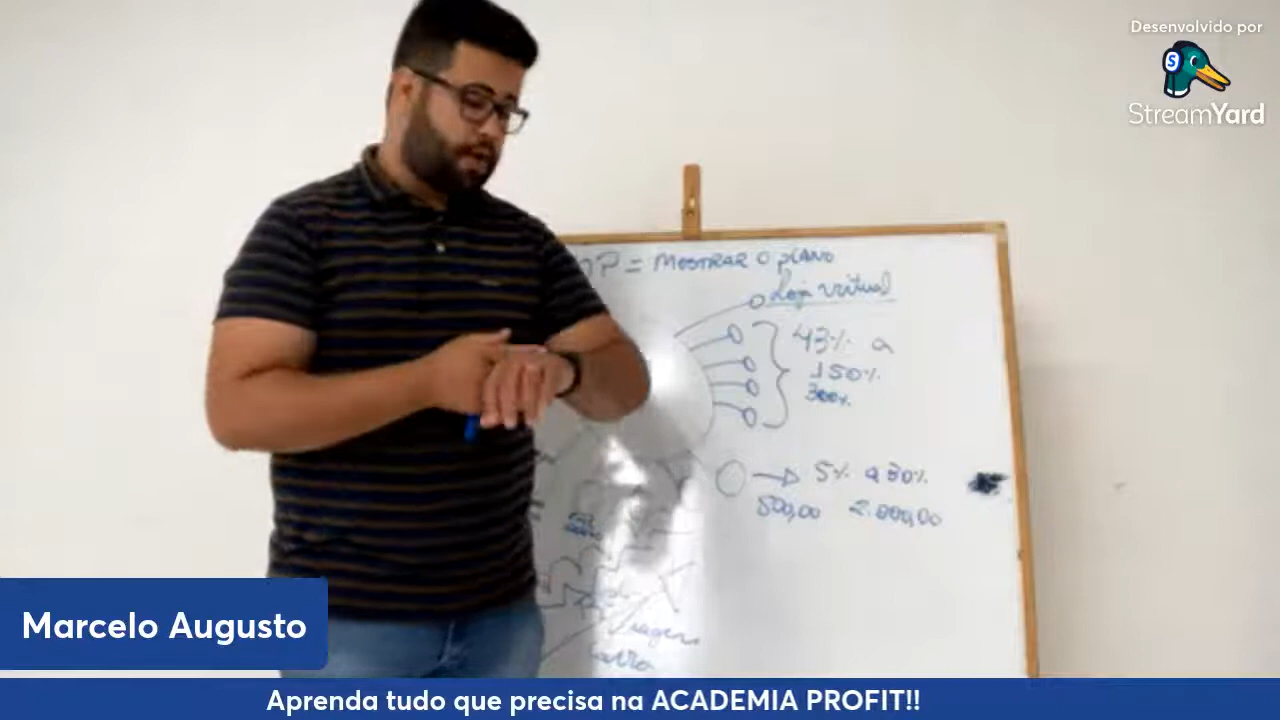 Desenvolvido por
StreamYard
P = MOSTRAR O PLANO
Loja virtual
43% a
150%
300%
5% a 30%
500,00 2.000,00
Marcelo Augusto
Aprenda tudo que precisa na ACADEMIA PROFIT!!